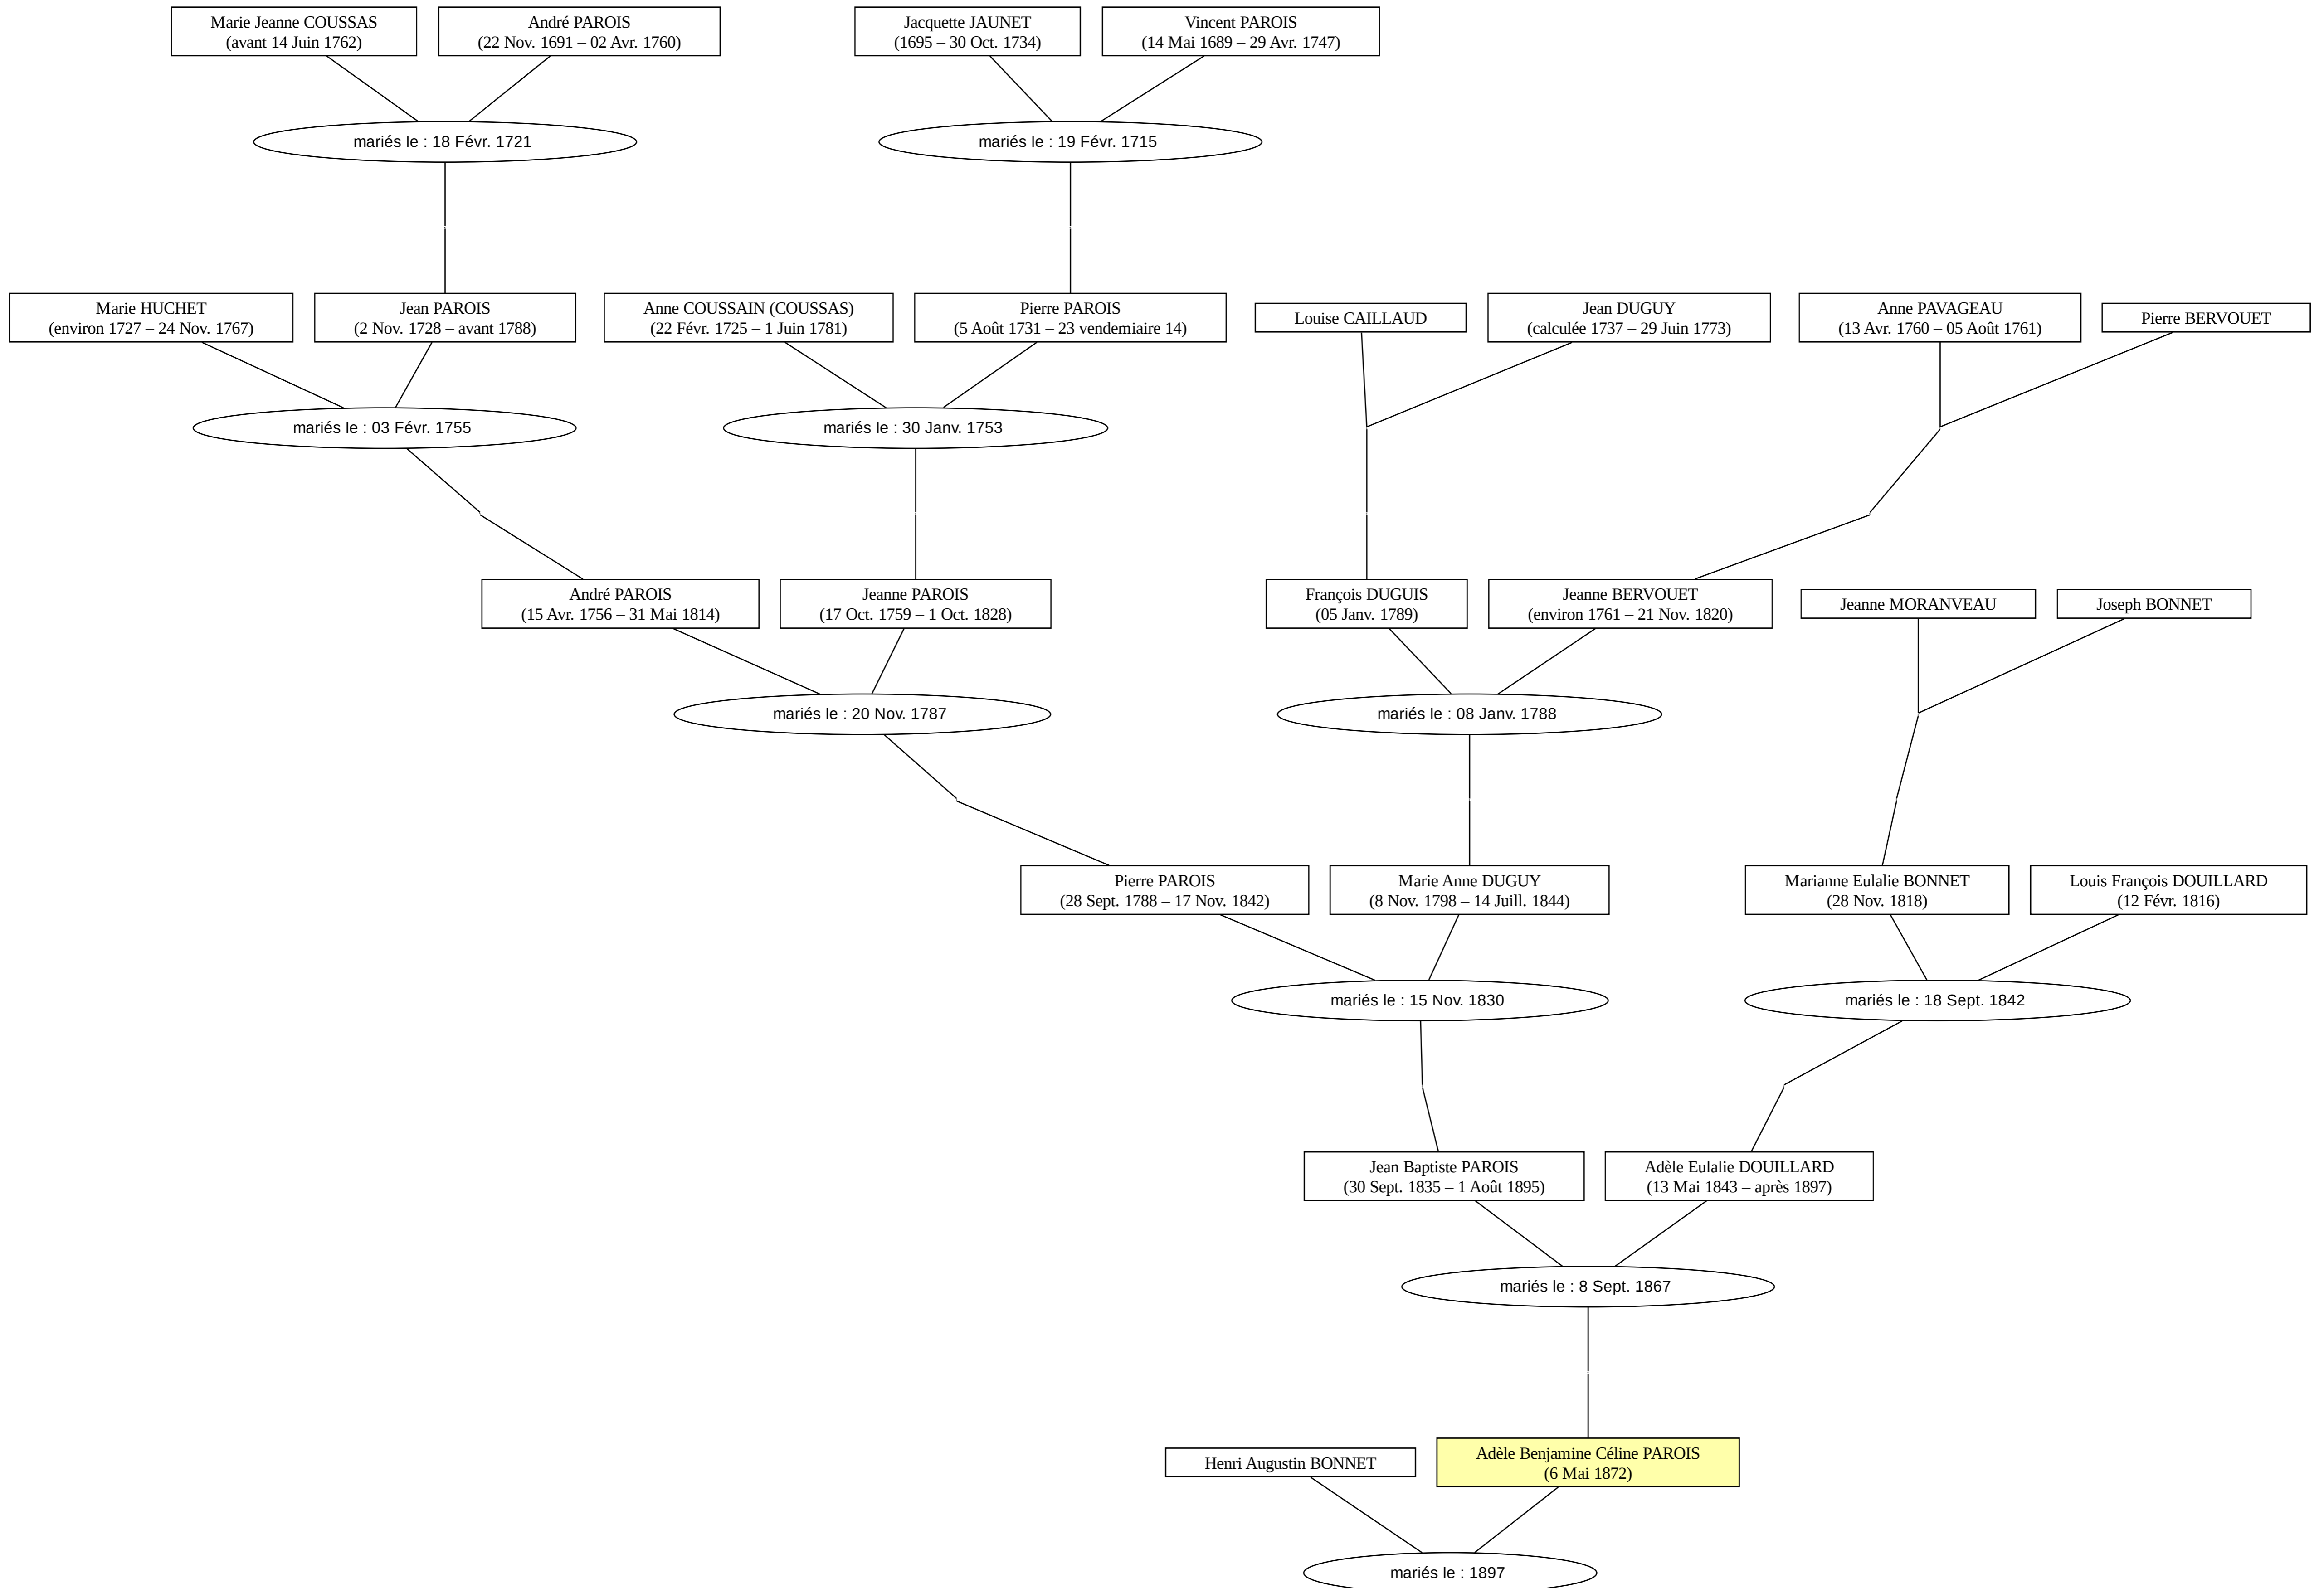 Marie Jeanne COUSSAS
(avant 14 Juin 1762)
André PAROIS
(22 Nov. 1691 – 02 Avr. 1760)
Jacquette JAUNET
(1695 – 30 Oct. 1734)
Vincent PAROIS
(14 Mai 1689 – 29 Avr. 1747)
mariés le : 18 Févr. 1721
mariés le : 19 Févr. 1715
Marie HUCHET
(environ 1727 – 24 Nov. 1767)
Jean PAROIS
(2 Nov. 1728 – avant 1788)
Anne COUSSAIN (COUSSAS)
(22 Févr. 1725 – 1 Juin 1781)
Pierre PAROIS
(5 Août 1731 – 23 vendemiaire 14)
Louise CAILLAUD
Jean DUGUY
(calculée 1737 – 29 Juin 1773)
Anne PAVAGEAU
(13 Avr. 1760 – 05 Août 1761)
Pierre BERVOUET
mariés le : 03 Févr. 1755
mariés le : 30 Janv. 1753
André PAROIS
(15 Avr. 1756 – 31 Mai 1814)
Jeanne PAROIS
(17 Oct. 1759 – 1 Oct. 1828)
François DUGUIS
(05 Janv. 1789)
Jeanne BERVOUET
(environ 1761 – 21 Nov. 1820)
Jeanne MORANVEAU
Joseph BONNET
mariés le : 20 Nov. 1787
mariés le : 08 Janv. 1788
Pierre PAROIS
(28 Sept. 1788 – 17 Nov. 1842)
Marie Anne DUGUY
(8 Nov. 1798 – 14 Juill. 1844)
Marianne Eulalie BONNET
(28 Nov. 1818)
Louis François DOUILLARD
(12 Févr. 1816)
mariés le : 15 Nov. 1830
mariés le : 18 Sept. 1842
Jean Baptiste PAROIS
(30 Sept. 1835 – 1 Août 1895)
Adèle Eulalie DOUILLARD
(13 Mai 1843 – après 1897)
mariés le : 8 Sept. 1867
Henri Augustin BONNET
Adèle Benjamine Céline PAROIS
(6 Mai 1872)
mariés le : 1897